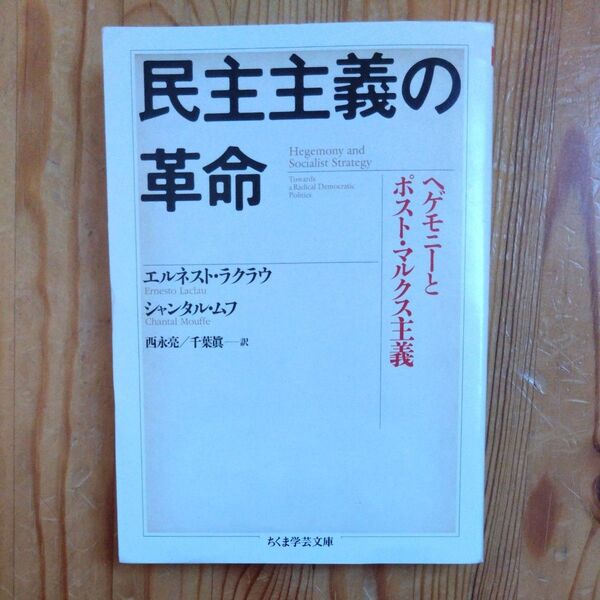 民主主義の
革命
Hegemony and
Socialist Strategy
Towards
a Radical Democratic
Politics
ヘゲモニーと
ポスト・マルクス主義
エルネスト・ラクラウ
Ernesto Laclau
シャンタル・ムフ
Chantal Mouffe
西永亮／千葉眞──訳
ちくま学芸文庫